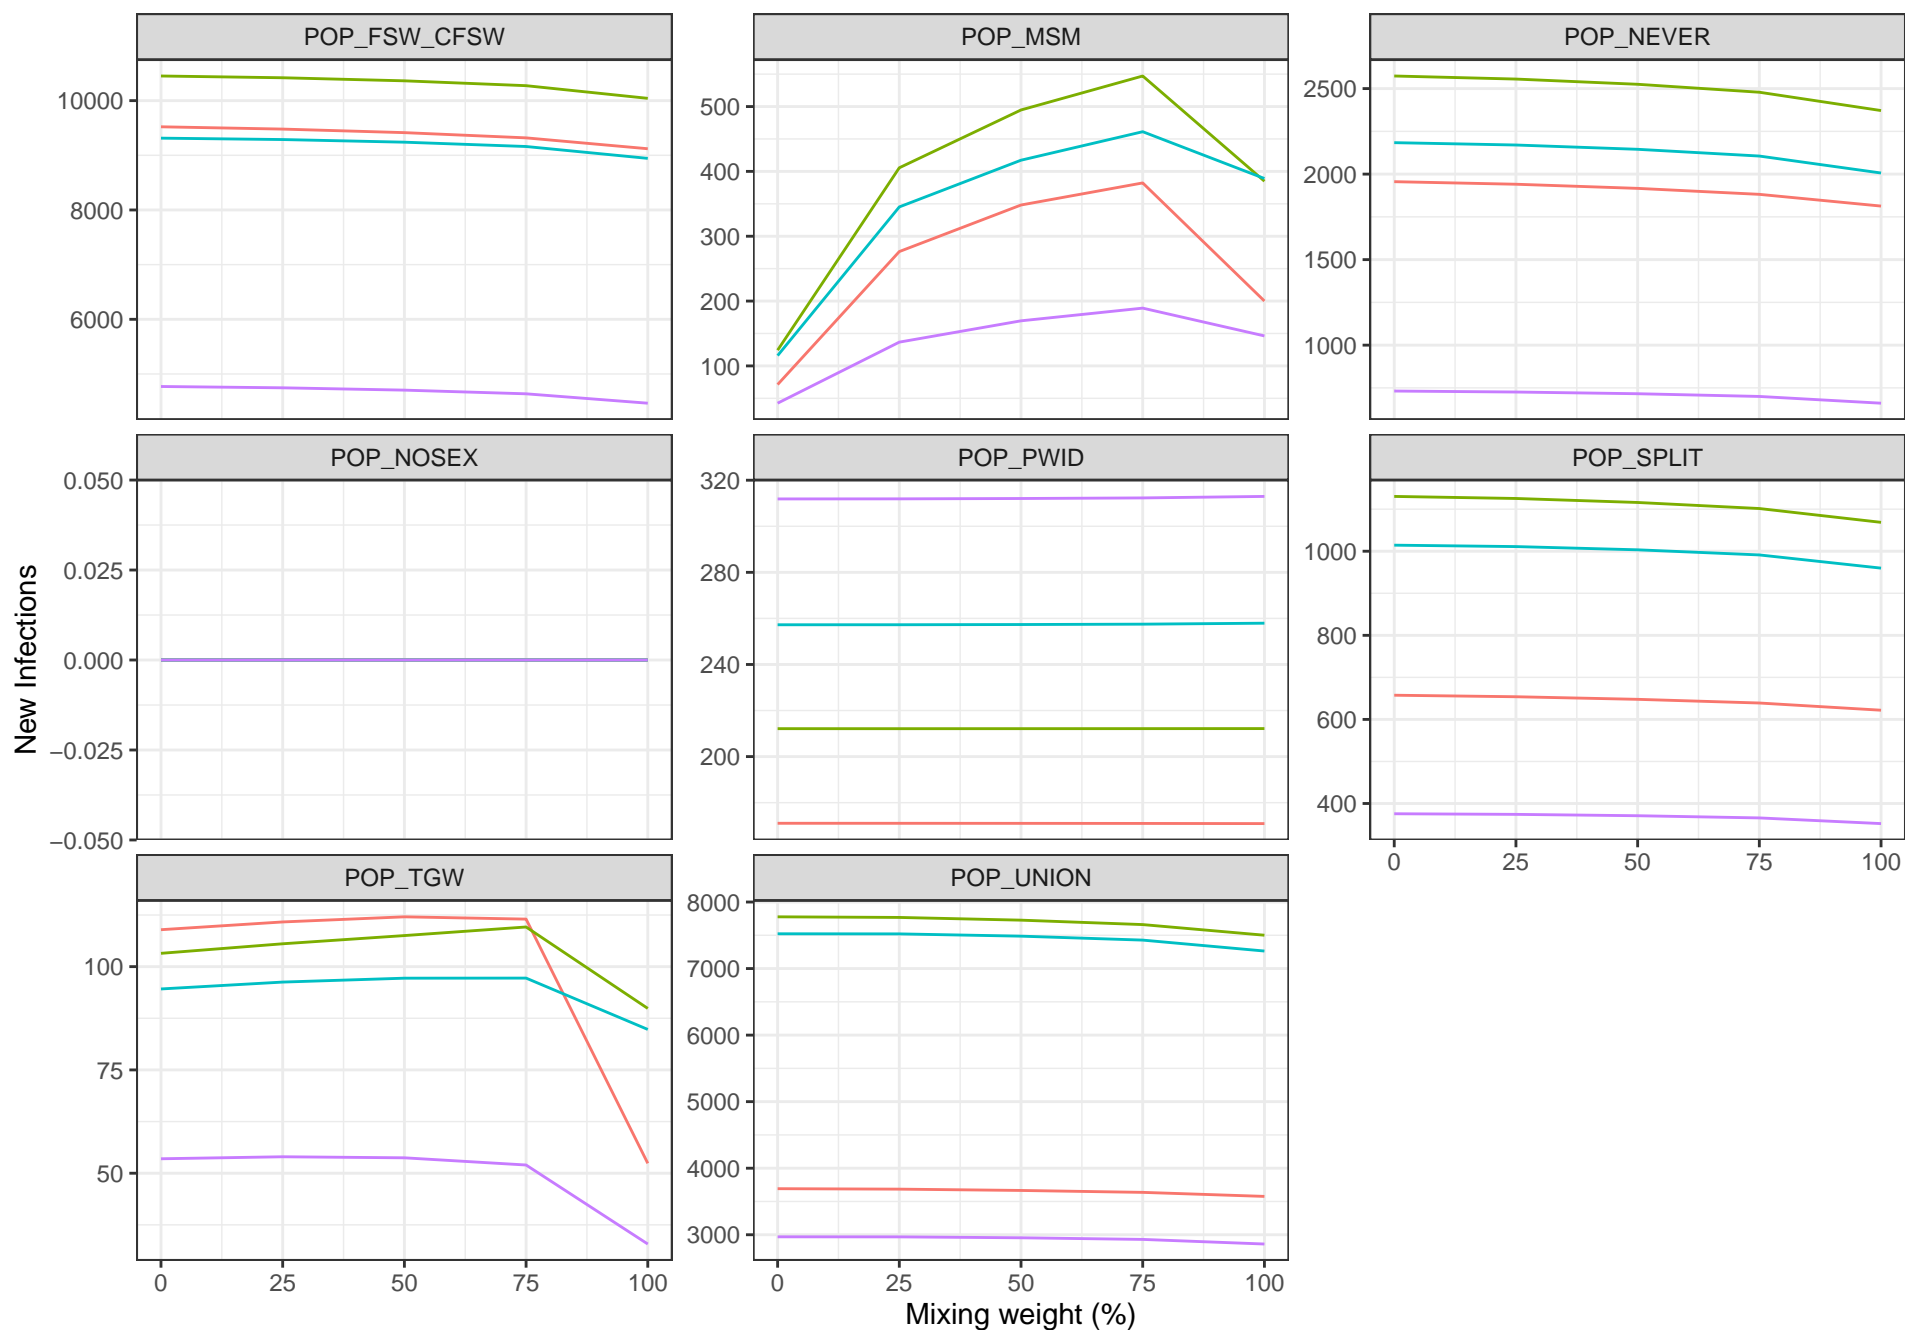 POP_FSW_CFSW
POP_MSM
POP_NEVER
10000
8000
6000
500
400
300
200
100
2500
2000
1500
1000
POP_NOSEX
POP_PWID
POP_SPLIT
0.050
0.025
0.000
−0.025
−0.050
320
280
240
200
1000
800
600
400
0 25 50 75 100
POP_TGW
POP_UNION
100
75
50
8000
7000
6000
5000
4000
3000
0 25 50 75 100
0 25 50 75 100
New Infections
Mixing weight (%)